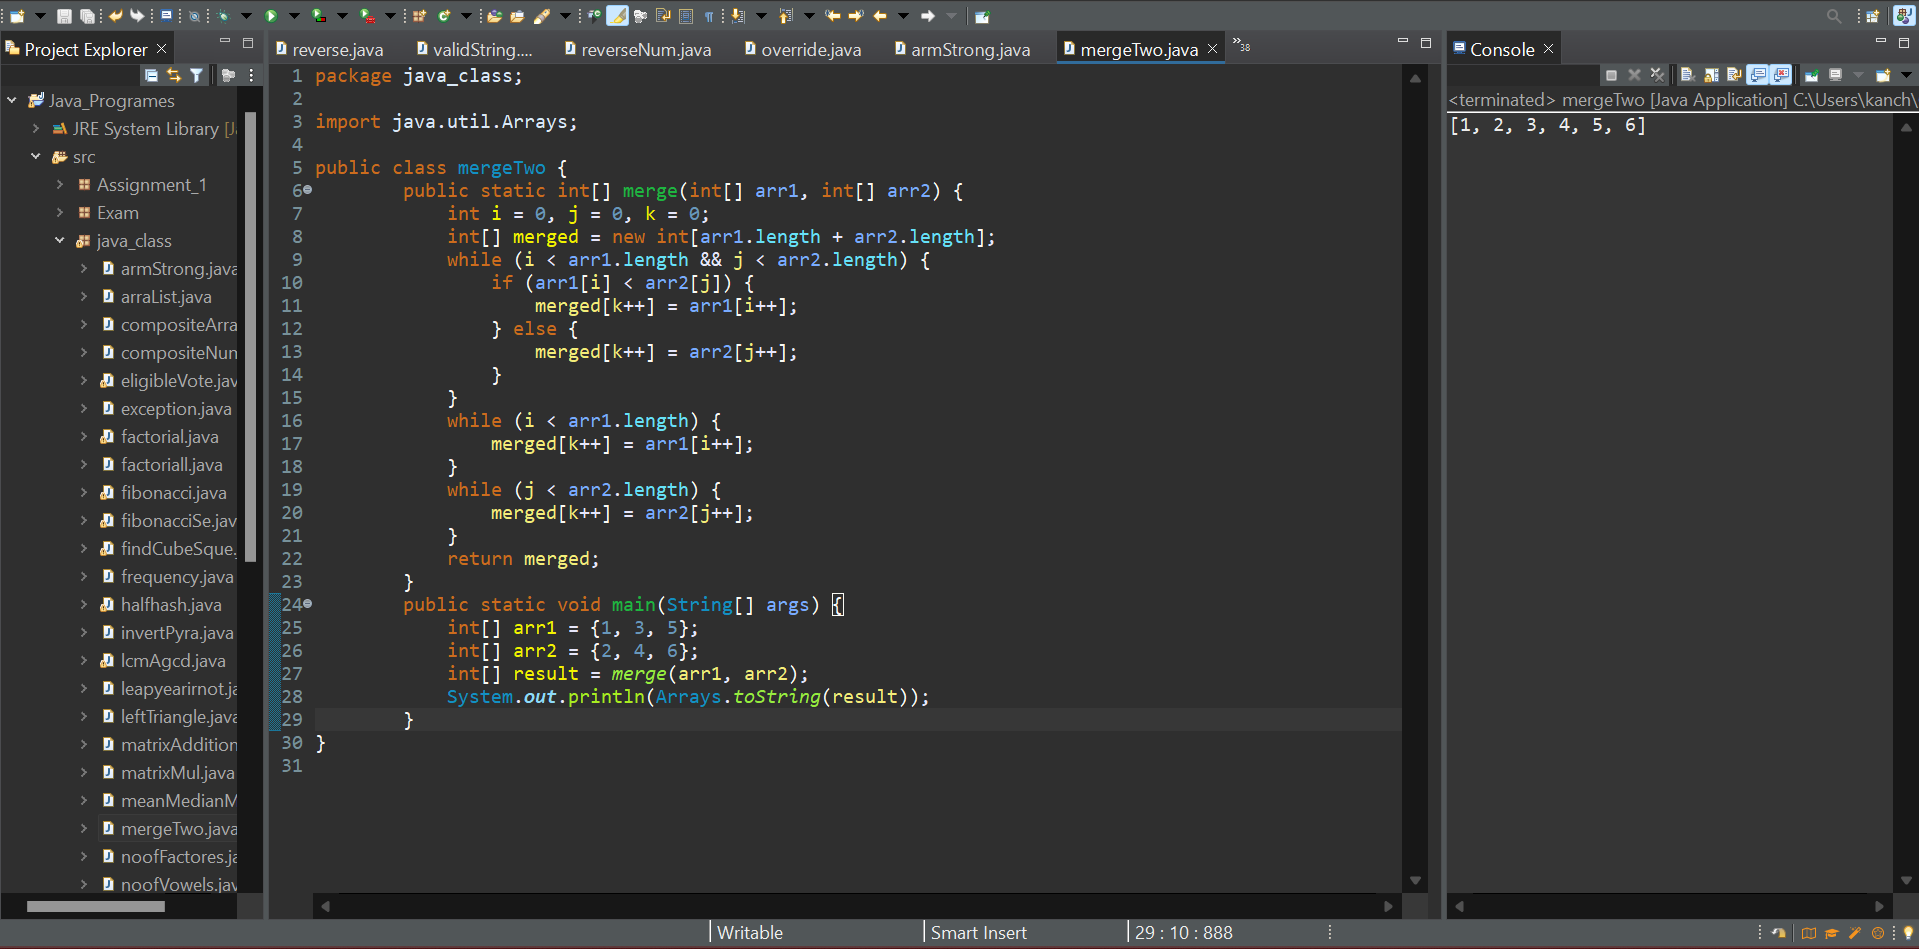 Project Explorer
Java_Programes
JRE System Library [J
src
Assignment_1
Exam
java_class
armStrong.java
arraList.java
compositeArra
compositeNum
eligibleVote.jav
exception.java
factorial.java
factoriall.java
fibonacci.java
fibonacciSe.jav
findCubeSque.
frequency.java
halfhash.java
invertPyra.java
lcmAgcd.java
leapyearirnot.ja
leftTriangle.java
matrixAddition
matrixMul.java
meanMedianM
mergeTwo.java
noofFactores.ja
noofVowels.jav
reverse.java validString.... reverseNum.java override.java armStrong.java mergeTwo.java »38
1 package java_class;
2
3 import java.util.Arrays;
4
5 public class mergeTwo {
6 public static int[] merge(int[] arr1, int[] arr2) {
7 int i = 0, j = 0, k = 0;
8 int[] merged = new int[arr1.length + arr2.length];
9 while (i < arr1.length && j < arr2.length) {
10 if (arr1[i] < arr2[j]) {
11 merged[k++] = arr1[i++];
12 } else {
13 merged[k++] = arr2[j++];
14 }
15 }
16 while (i < arr1.length) {
17 merged[k++] = arr1[i++];
18 }
19 while (j < arr2.length) {
20 merged[k++] = arr2[j++];
21 }
22 return merged;
23 }
24 public static void main(String[] args) {
25 int[] arr1 = {1, 3, 5};
26 int[] arr2 = {2, 4, 6};
27 int[] result = merge(arr1, arr2);
28 System.out.println(Arrays.toString(result));
29 }
30 }
31
Console
<terminated> mergeTwo [Java Application] C:\Users\kanch\
[1, 2, 3, 4, 5, 6]
Writable Smart Insert 29 : 10 : 888